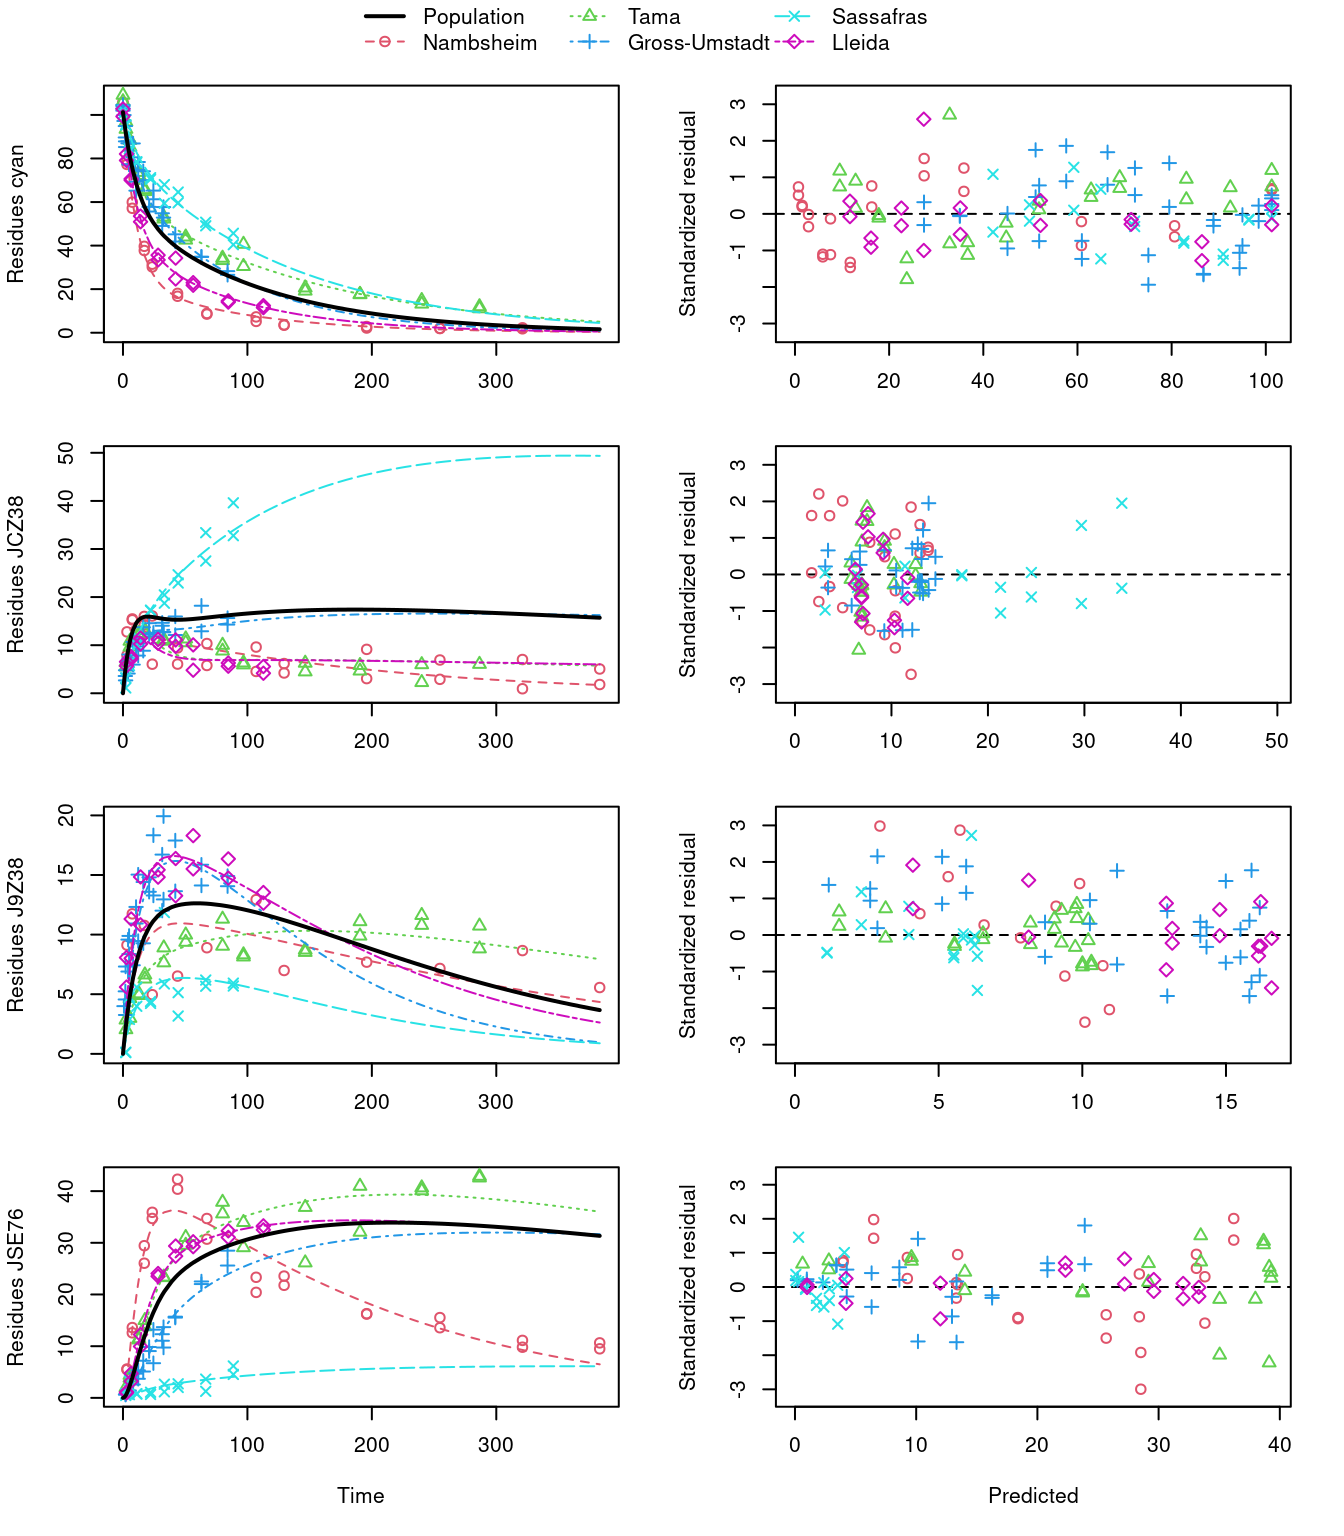 Population Tama Sassafras
Nambsheim Gross-Umstadt Lleida
Residues cyan
0 20 40 60 80
0 100 200 300
Standardized residual
-3 -1 0 1 2 3
0 20 40 60 80 100
Residues JCZ38
0 10 20 30 40 50
0 100 200 300
Standardized residual
-3 -1 0 1 2 3
0 10 20 30 40 50
Residues J9Z38
0 5 10 15 20
0 100 200 300
Standardized residual
-3 -1 0 1 2 3
0 5 10 15
Residues JSE76
0 10 20 30 40
0 100 200 300
Time
Standardized residual
-3 -1 0 1 2 3
0 10 20 30 40
Predicted